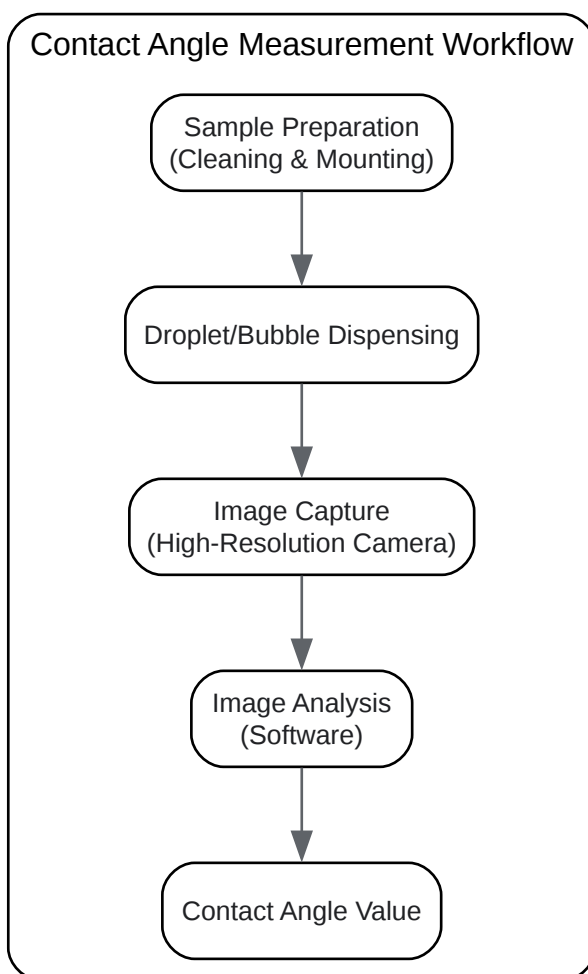 Contact Angle Measurement Workflow
Sample Preparation
(Cleaning & Mounting)
Droplet/Bubble Dispensing
Image Capture
(High-Resolution Camera)
Image Analysis
(Software)
Contact Angle Value